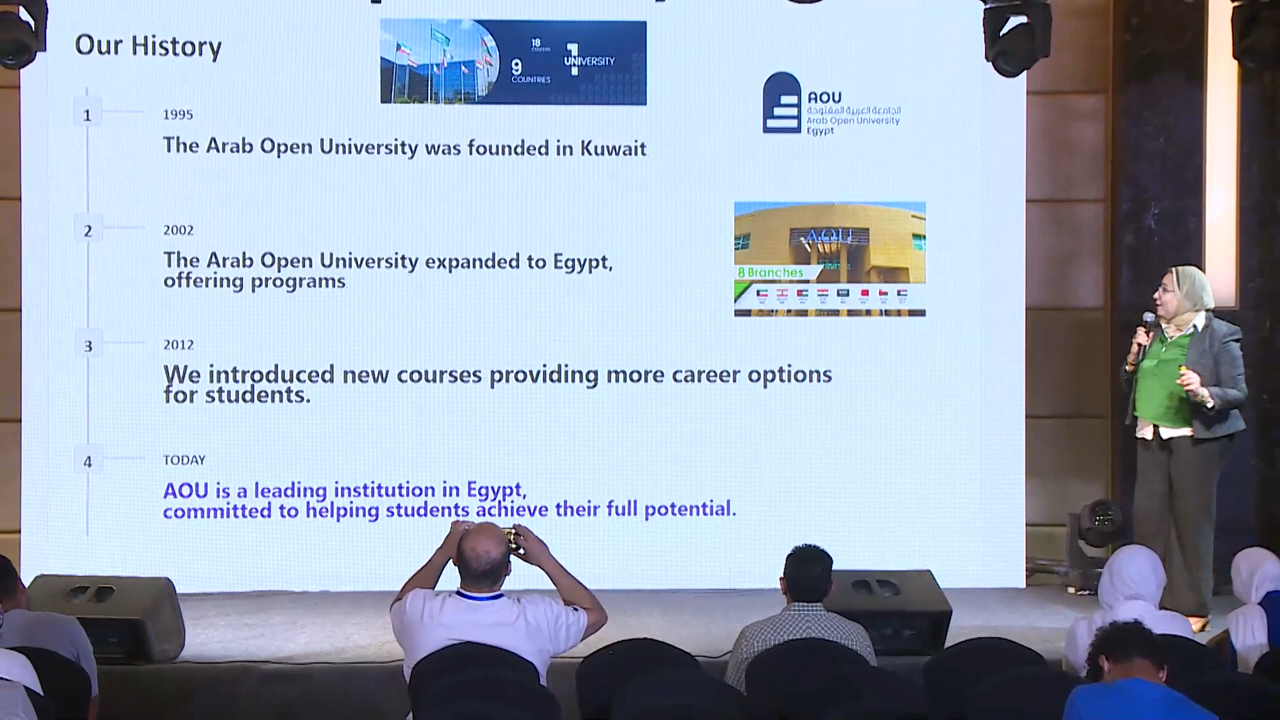 Our History
18
9
COUNTRIES
1
UNIVERSITY
AOU
الجامعة العربية المفتوحة
Arab Open University
Egypt
1
1995
The Arab Open University was founded in Kuwait
2
2002
The Arab Open University expanded to Egypt,
offering programs
AOU
8 Branches
3
2012
We introduced new courses providing more career options
for students.
4
TODAY
AOU is a leading institution in Egypt,
committed to helping students achieve their full potential.